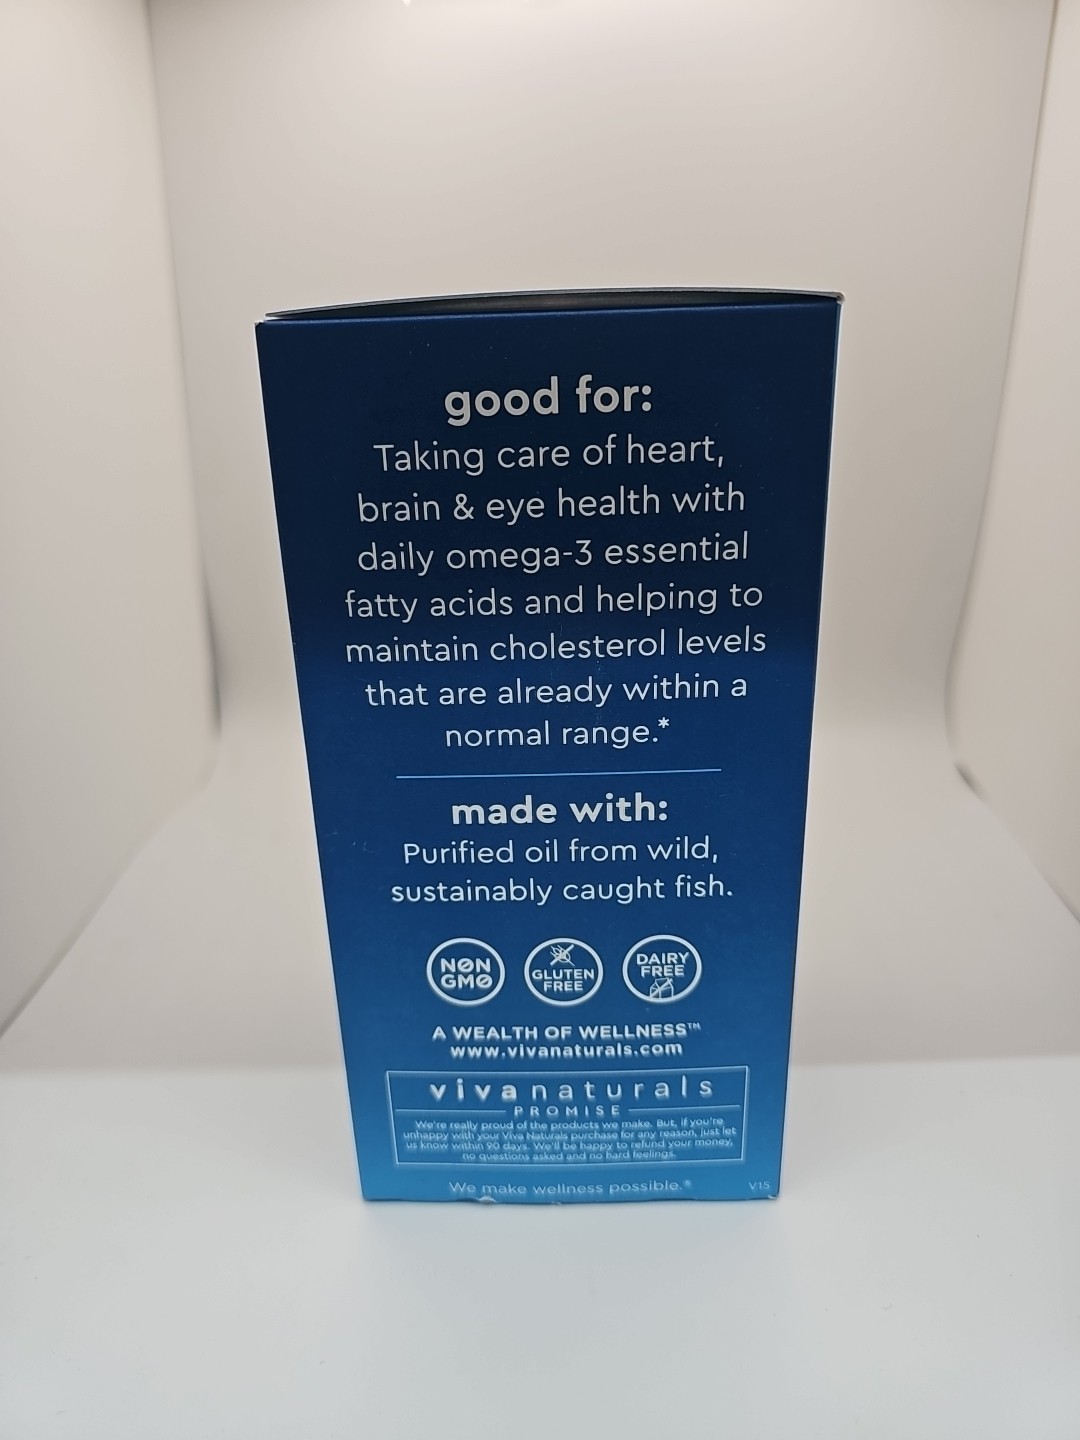 good for:
Taking care of heart,
brain & eye health with
daily omega-3 essential
fatty acids and helping to
maintain cholesterol levels
that are already within a
normal range.*
made with:
Purified oil from wild,
sustainably caught fish.
NON
GMO
GLUTEN
FREE
DAIRY
FREE
A WEALTH OF WELLNESS™
www.vivanaturals.com
vivanaturals
PROMISE
We're really proud of the products we make. But, if you're
unhappy with your Viva Naturals purchase for any reason, just let
us know within 90 days. We'll be happy to refund your money,
no questions asked and no hard feelings.
We make wellness possible.®
V15